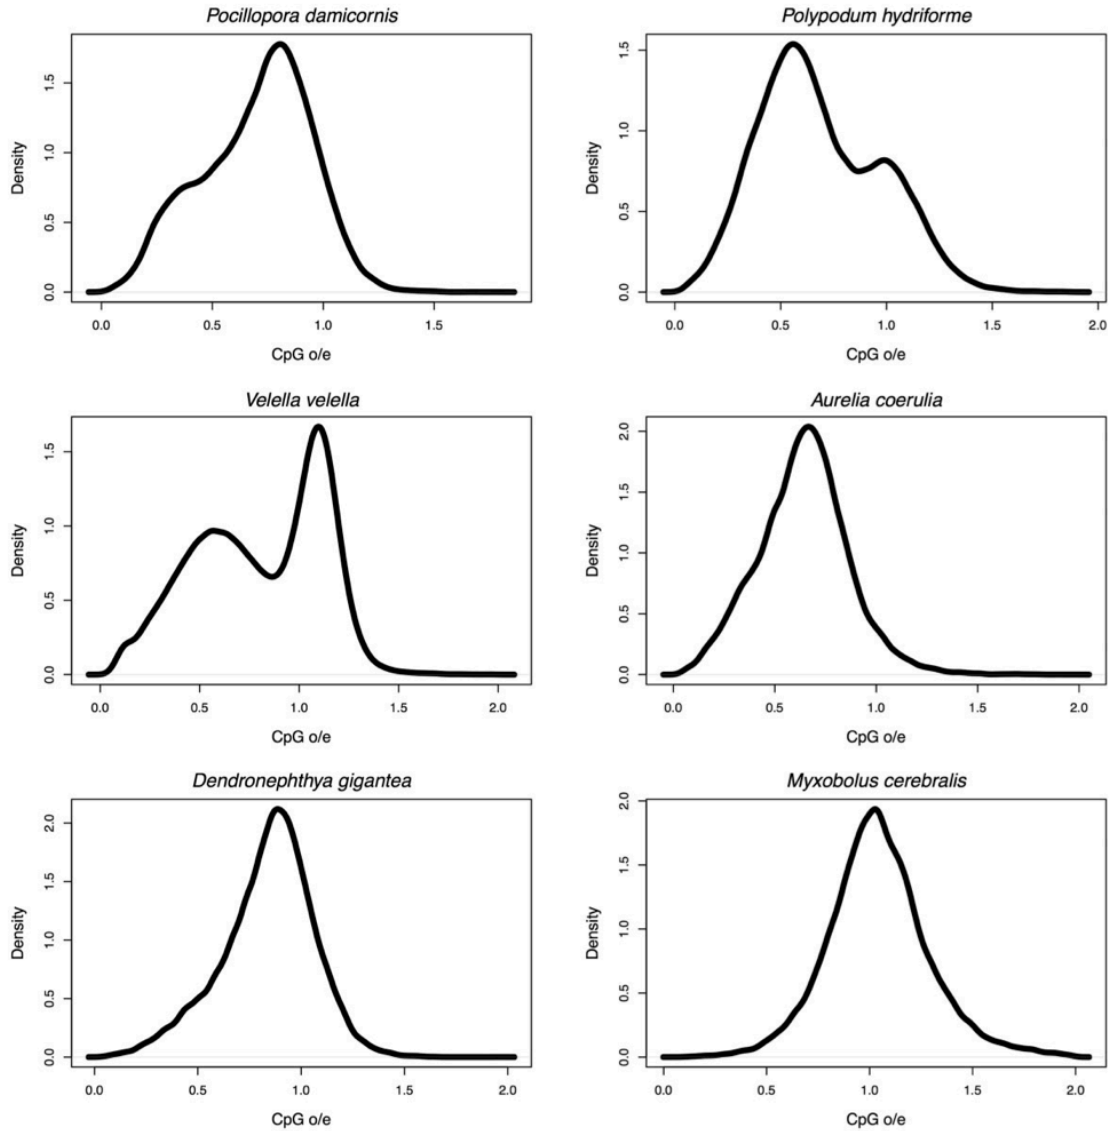 Pocillopora damicornis
Density
0.0 0.5 1.0 1.5
0.0 0.5 1.0 1.5
CpG o/e
Polypodum hydriforme
Density
0.0 0.5 1.0 1.5
0.0 0.5 1.0 1.5 2.0
CpG o/e
Velella velella
Density
0.0 0.5 1.0 1.5
0.0 0.5 1.0 1.5 2.0
CpG o/e
Aurelia coerulia
Density
0.0 0.5 1.0 1.5 2.0
0.0 0.5 1.0 1.5 2.0
CpG o/e
Dendronephthya gigantea
Density
0.0 0.5 1.0 1.5 2.0
0.0 0.5 1.0 1.5 2.0
CpG o/e
Myxobolus cerebralis
Density
0.0 0.5 1.0 1.5 2.0
0.0 0.5 1.0 1.5 2.0
CpG o/e